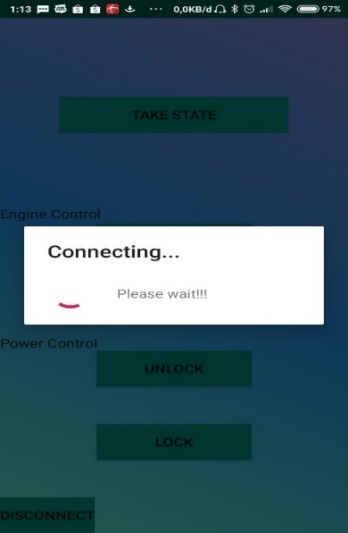 1:13 ... 0,0KB/d 97%
TAKE STATE
Engine Control
Connecting...
Please wait!!!
Power Control
UNLOCK
LOCK
DISCONNECT